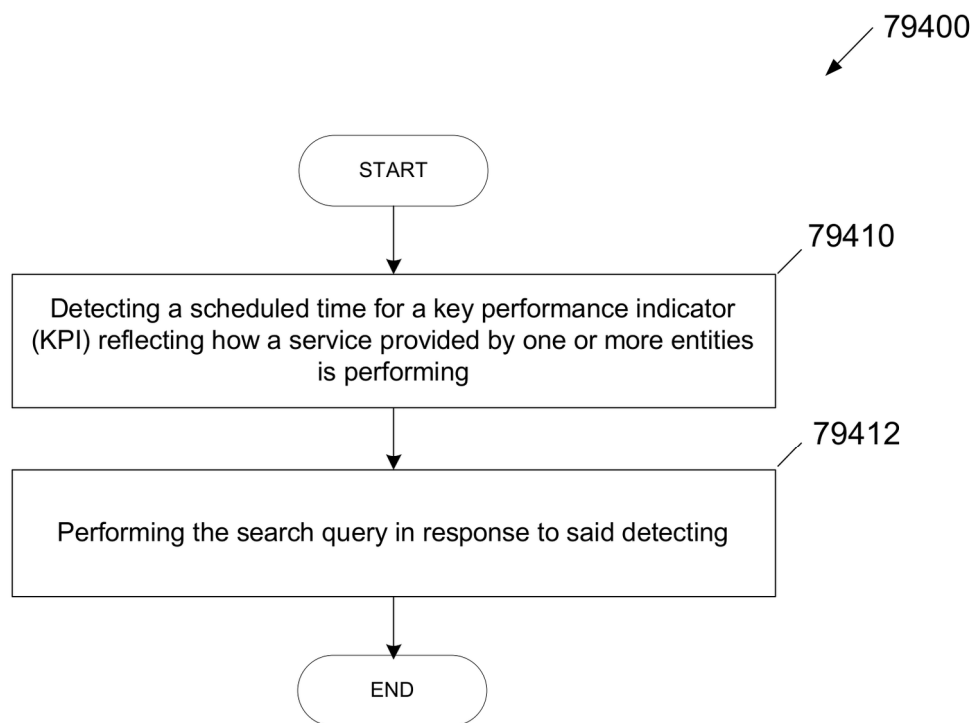 79400
START
79410
Detecting a scheduled time for a key performance indicator
(KPI) reflecting how a service provided by one or more entities
is performing
79412
Performing the search query in response to said detecting
END